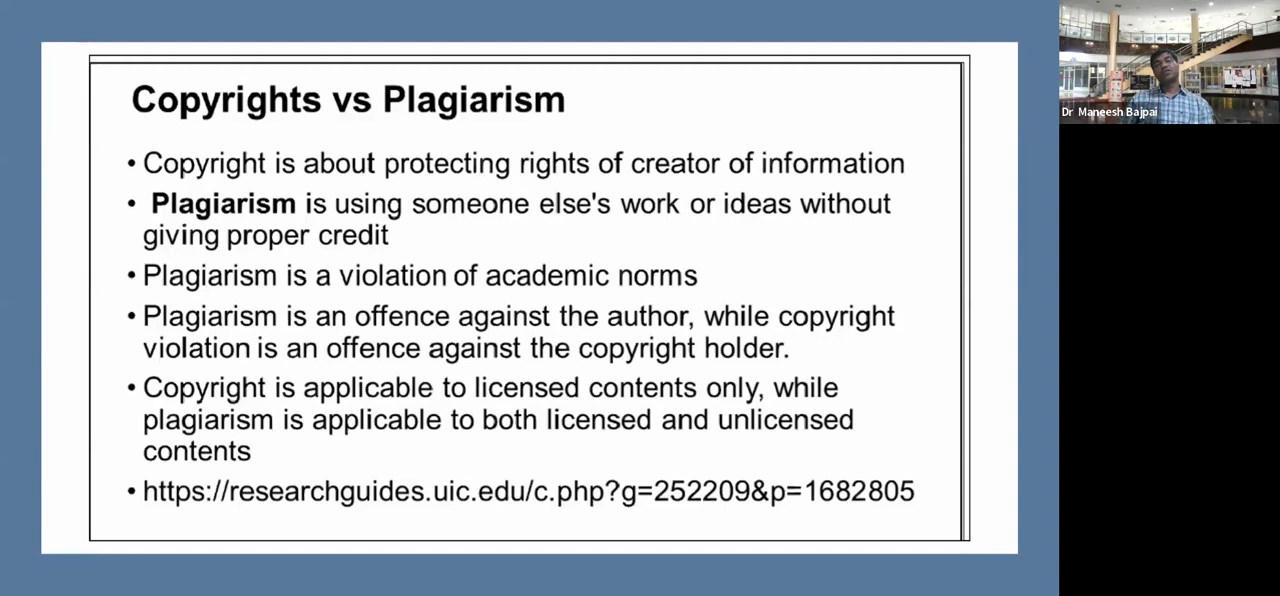 Copyrights vs Plagiarism
• Copyright is about protecting rights of creator of information
• Plagiarism is using someone else's work or ideas without
giving proper credit
• Plagiarism is a violation of academic norms
• Plagiarism is an offence against the author, while copyright
violation is an offence against the copyright holder.
• Copyright is applicable to licensed contents only, while
plagiarism is applicable to both licensed and unlicensed
contents
• https://researchguides.uic.edu/c.php?g=252209&p=1682805
Dr Maneesh Bajpai